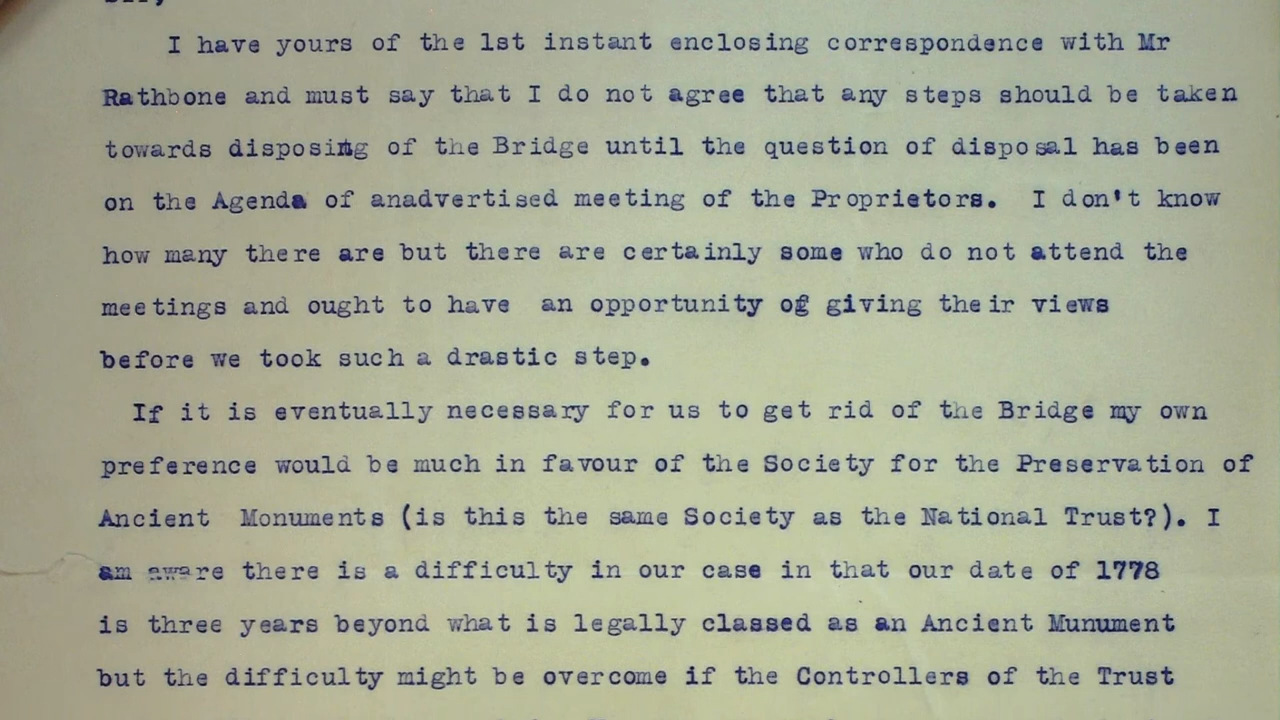 I have yours of the 1st instant enclosing correspondence with Mr
Rathbone and must say that I do not agree that any steps should be taken
towards disposing of the Bridge until the question of disposal has been
on the Agenda of anadvertised meeting of the Proprietors. I don't know
how many there are but there are certainly some who do not attend the
meetings and ought to have an opportunity of giving their views
before we took such a drastic step.
If it is eventually necessary for us to get rid of the Bridge my own
preference would be much in favour of the Society for the Preservation of
Ancient Monuments (is this the same Society as the National Trust?). I
am aware there is a difficulty in our case in that our date of 1778
is three years beyond what is legally classed as an Ancient Munument
but the difficulty might be overcome if the Controllers of the Trust